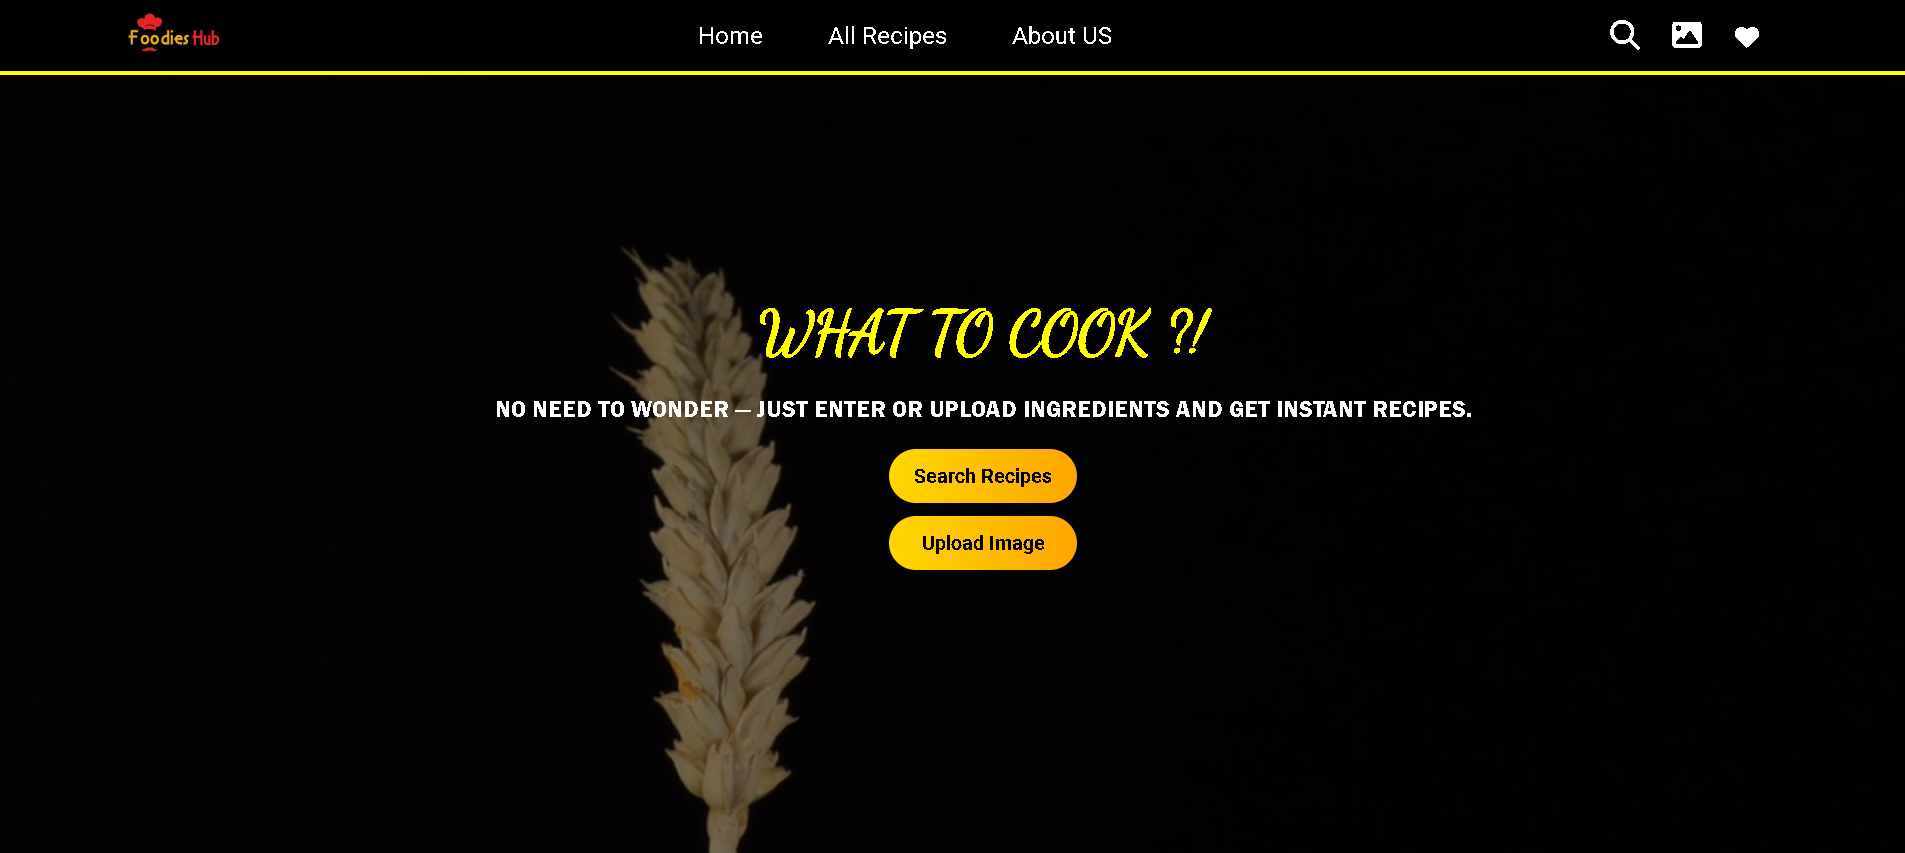 Foodies Hub
Home
All Recipes
About US
WHAT TO COOK ?!
NO NEED TO WONDER — JUST ENTER OR UPLOAD INGREDIENTS AND GET INSTANT RECIPES.
Search Recipes
Upload Image